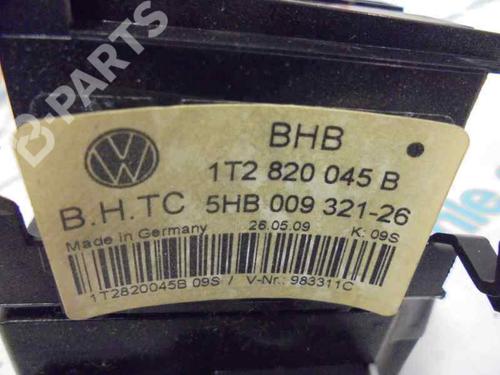 BHB
1T2 820 045 B
B.H.TC 5HB 009 321-26
Made in Germany 26.05.09 K: 09S
1T2820045B 09S / V-Nr.: 983311C
B-PARTS